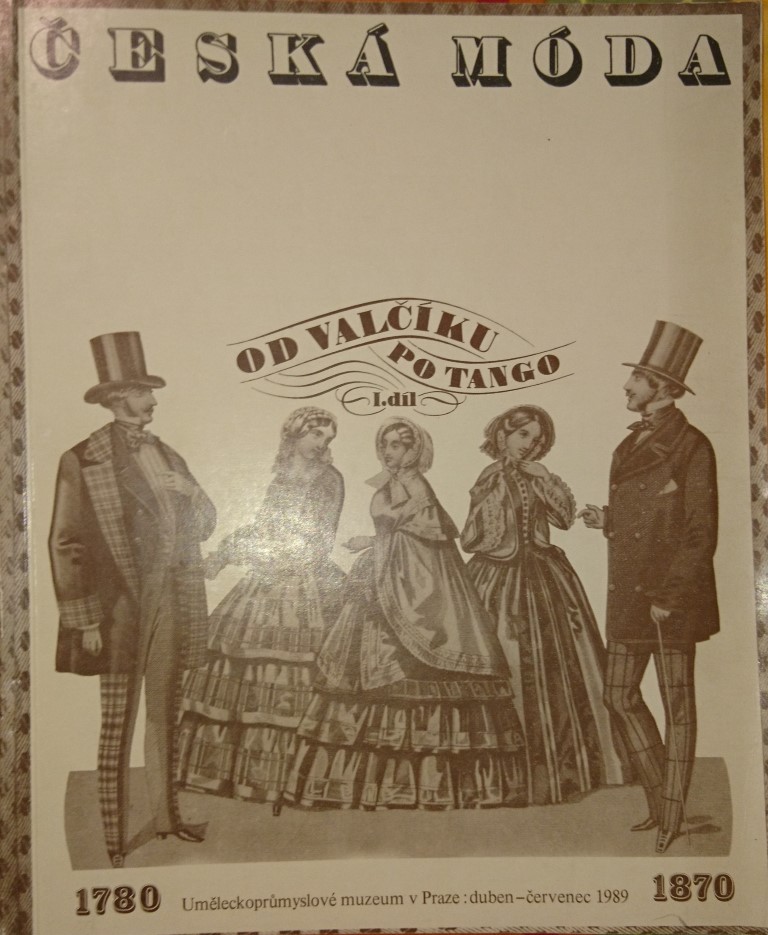 ČESKÁ MÓDA
OD VALČÍKU
PO TANGO
I.díl
1780 Uměleckoprůmyslové muzeum v Praze : duben – červenec 1989 1870